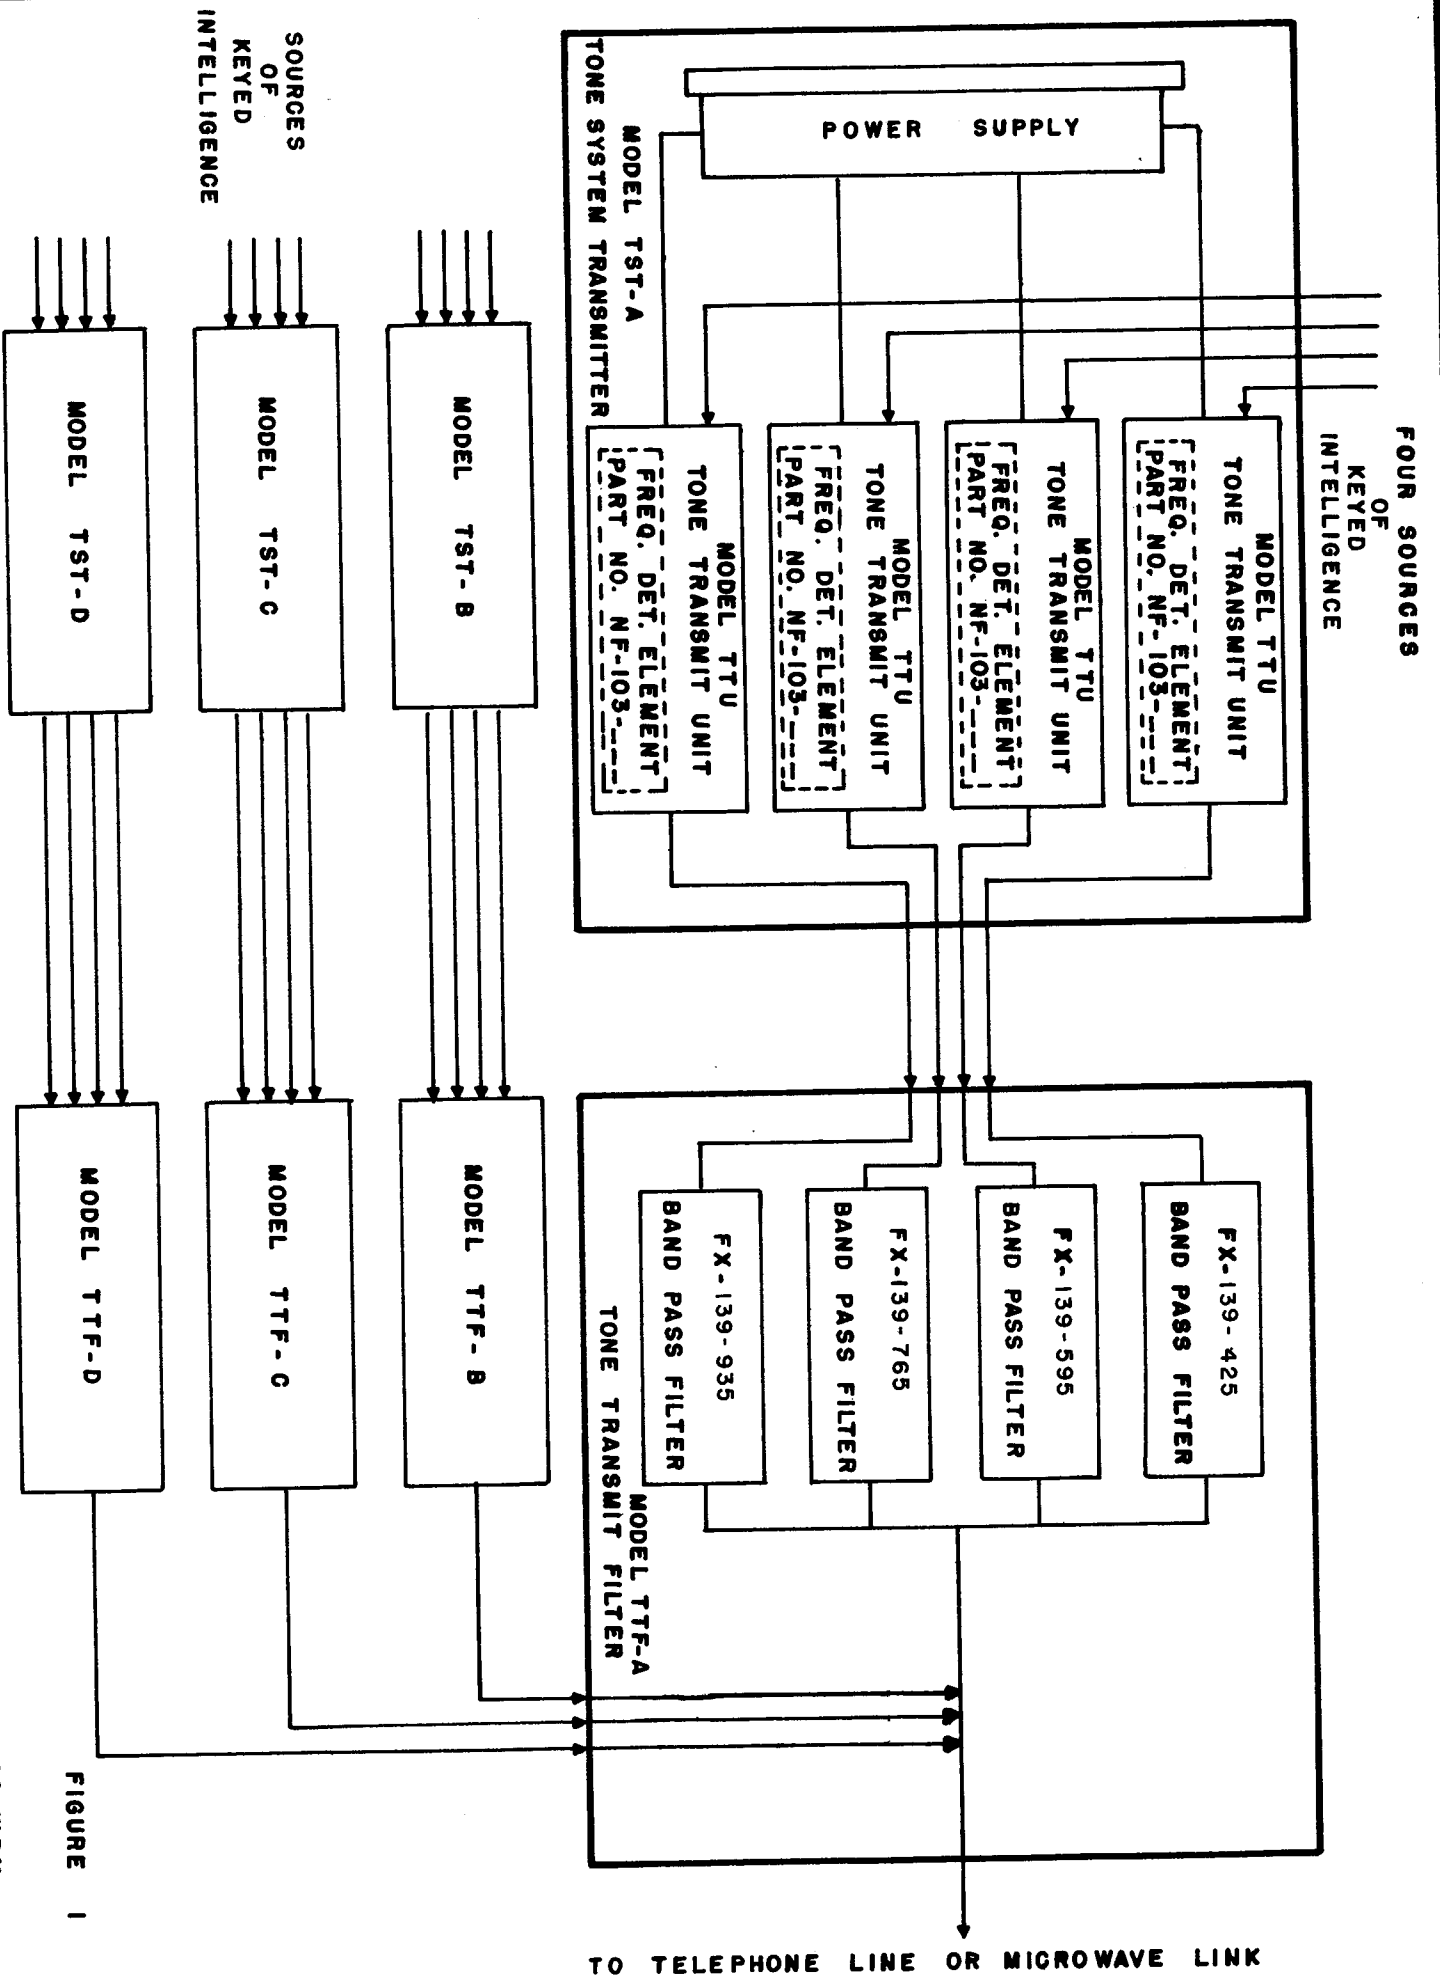 FOUR SOURCES
OF
KEYED
INTELLIGENCE
POWER SUPPLY
MODEL TTU
TONE TRANSMIT UNIT
FREQ. DET. ELEMENT
PART NO. NF-103-___
MODEL TTU
TONE TRANSMIT UNIT
FREQ. DET. ELEMENT
PART NO. NF-103-___
MODEL TTU
TONE TRANSMIT UNIT
FREQ. DET. ELEMENT
PART NO. NF-103-___
MODEL TTU
TONE TRANSMIT UNIT
FREQ. DET. ELEMENT
PART NO. NF-103-___
MODEL TST-A
TONE SYSTEM TRANSMITTER
FX-139-425
BAND PASS FILTER
FX-139-595
BAND PASS FILTER
FX-139-765
BAND PASS FILTER
FX-139-935
BAND PASS FILTER
MODEL TTF-A
TONE TRANSMIT FILTER
TO TELEPHONE LINE OR MICROWAVE LINK
SOURCES
OF
KEYED
INTELLIGENCE
MODEL TST-B
MODEL TTF-B
MODEL TST-C
MODEL TTF-C
MODEL TST-D
MODEL TTF-D
FIGURE 1